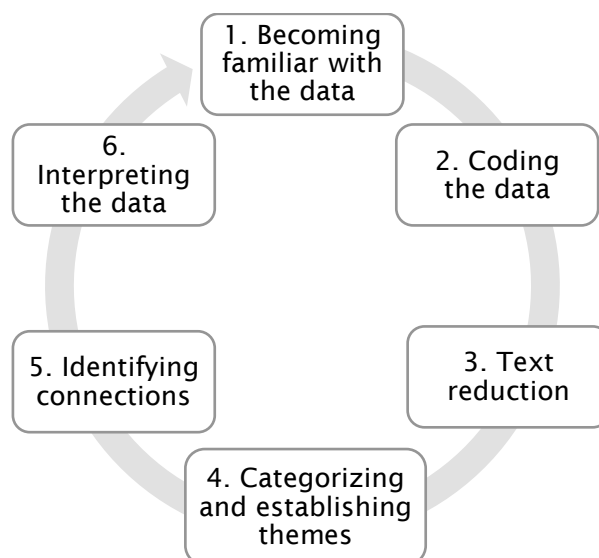 1. Becoming
familiar with
the data
2. Coding
the data
3. Text
reduction
4. Categorizing
and establishing
themes
5. Identifying
connections
6.
Interpreting
the data